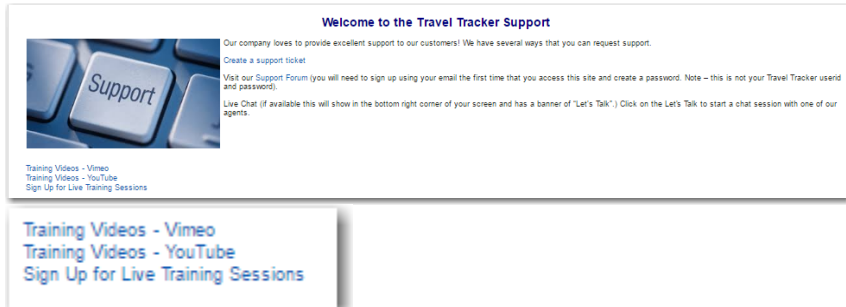 Welcome to the Travel Tracker Support
Our company loves to provide excellent support to our customers! We have several ways that you can request support.
Support
Create a support ticket
Visit our Support Forum (you will need to sign up using your email the first time that you access this site and create a password. Note – this is not your Travel Tracker userid
and password).
Live Chat (if available this will show in the bottom right corner of your screen and has a banner of "Let's Talk".) Click on the Let's Talk to start a chat session with one of our
agents.
Training Videos - Vimeo
Training Videos - YouTube
Sign Up for Live Training Sessions
Training Videos - Vimeo
Training Videos - YouTube
Sign Up for Live Training Sessions